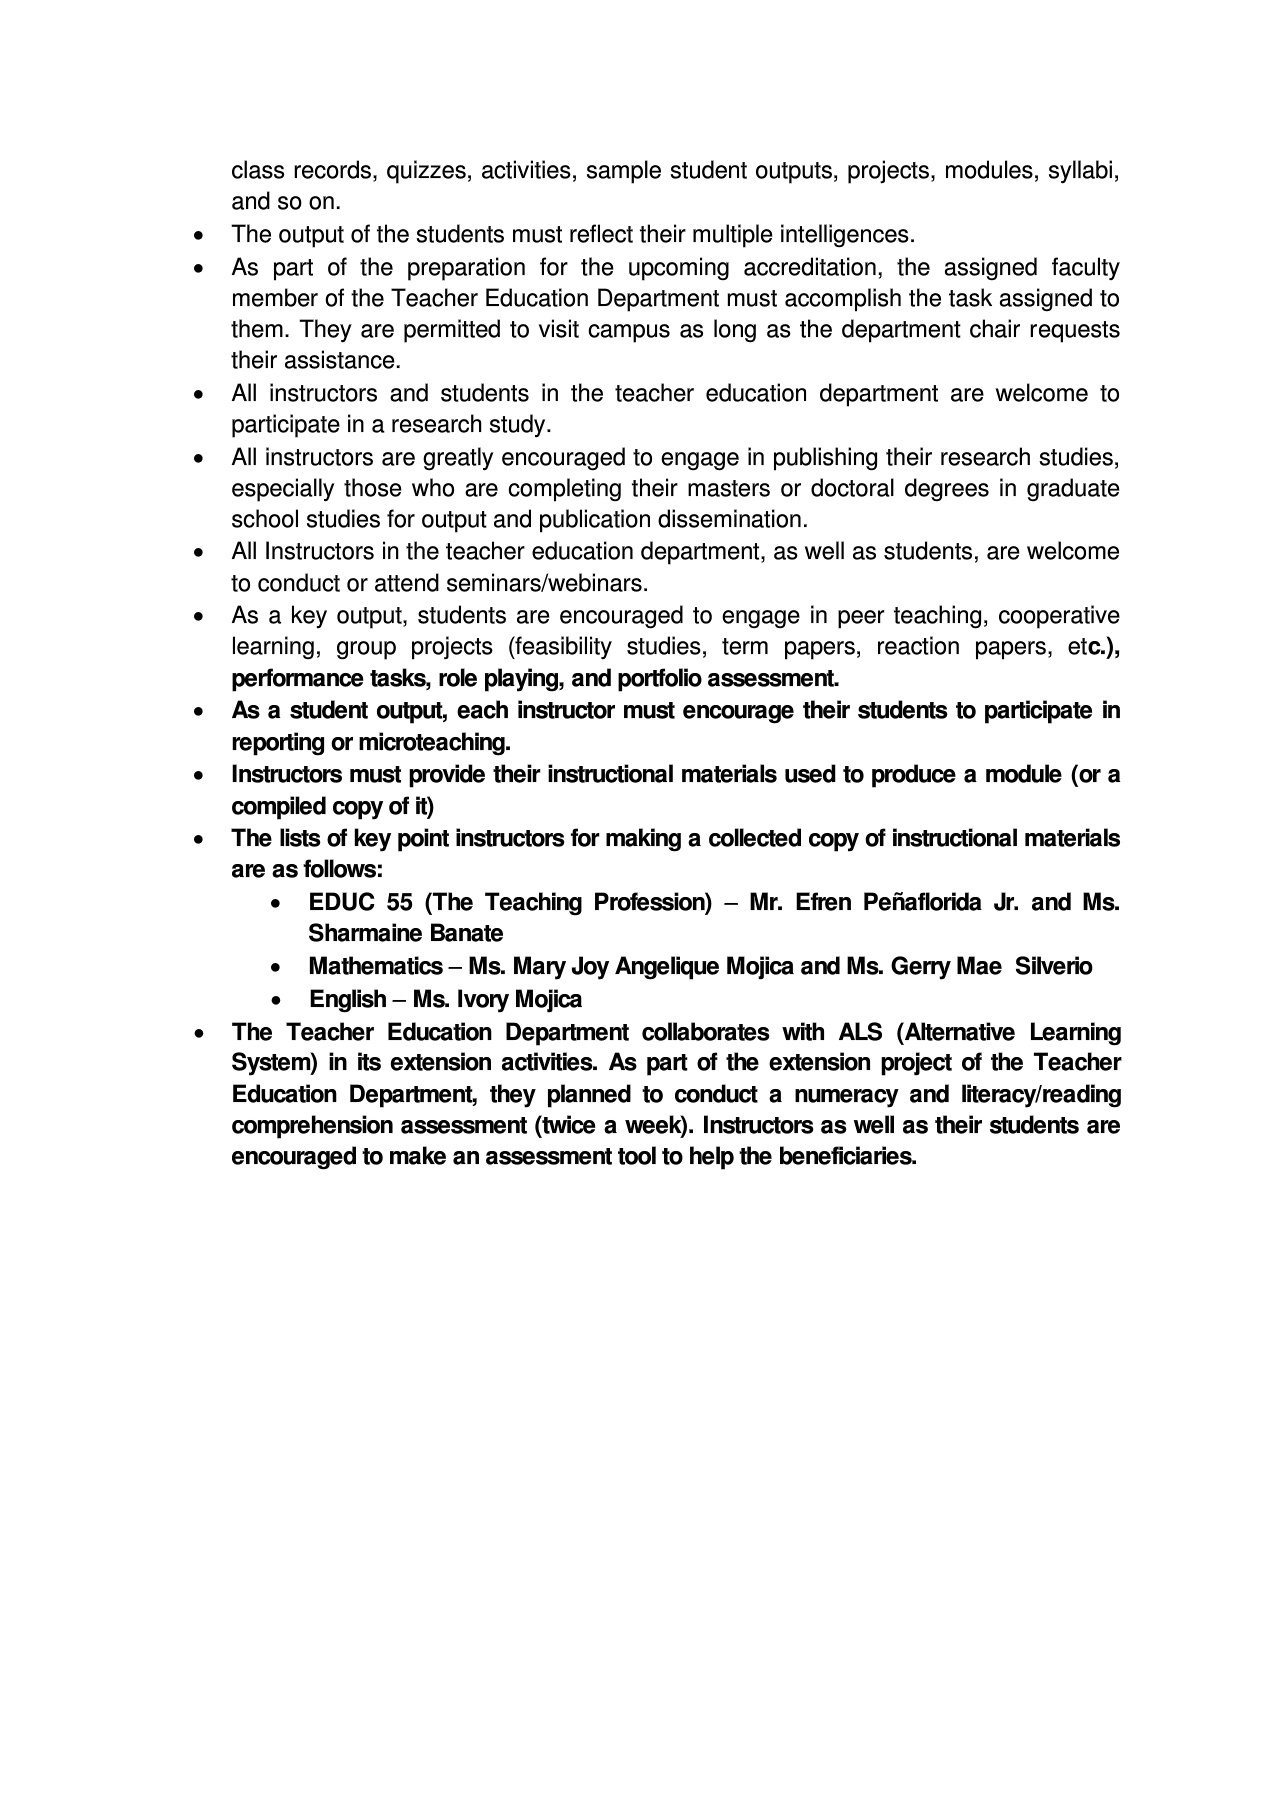 class records, quizzes, activities, sample student outputs, projects, modules, syllabi,
and so on.
• The output of the students must reflect their multiple intelligences.
• As part of the preparation for the upcoming accreditation, the assigned faculty
member of the Teacher Education Department must accomplish the task assigned to
them. They are permitted to visit campus as long as the department chair requests
their assistance.
• All instructors and students in the teacher education department are welcome to
participate in a research study.
• All instructors are greatly encouraged to engage in publishing their research studies,
especially those who are completing their masters or doctoral degrees in graduate
school studies for output and publication dissemination.
• All Instructors in the teacher education department, as well as students, are welcome
to conduct or attend seminars/webinars.
• As a key output, students are encouraged to engage in peer teaching, cooperative
learning, group projects (feasibility studies, term papers, reaction papers, etc.),
performance tasks, role playing, and portfolio assessment.
• As a student output, each instructor must encourage their students to participate in
reporting or microteaching.
• Instructors must provide their instructional materials used to produce a module (or a
compiled copy of it)
• The lists of key point instructors for making a collected copy of instructional materials
are as follows:
• EDUC 55 (The Teaching Profession) – Mr. Efren Peñaflorida Jr. and Ms.
Sharmaine Banate
• Mathematics – Ms. Mary Joy Angelique Mojica and Ms. Gerry Mae Silverio
• English – Ms. Ivory Mojica
• The Teacher Education Department collaborates with ALS (Alternative Learning
System) in its extension activities. As part of the extension project of the Teacher
Education Department, they planned to conduct a numeracy and literacy/reading
comprehension assessment (twice a week). Instructors as well as their students are
encouraged to make an assessment tool to help the beneficiaries.